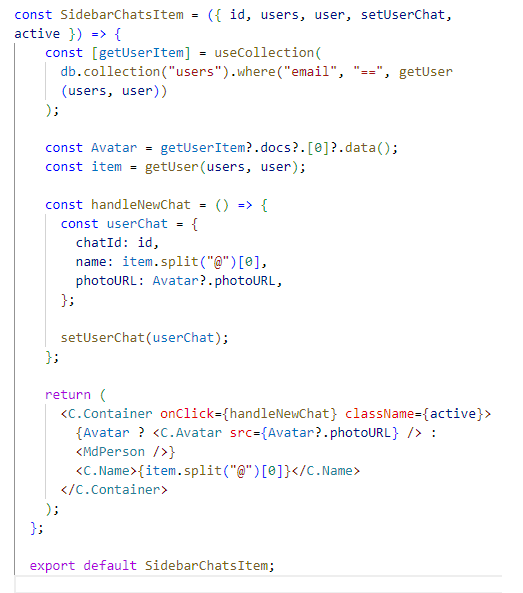 const SidebarChatsItem = ({ id, users, user, setUserChat,
active }) => {
const [getUserItem] = useCollection(
db.collection("users").where("email", "==", getUser
(users, user))
);
const Avatar = getUserItem?.docs?.[0]?.data();
const item = getUser(users, user);
const handleNewChat = () => {
const userChat = {
chatId: id,
name: item.split("@")[0],
photoURL: Avatar?.photoURL,
};
setUserChat(userChat);
};
return (
<C.Container onClick={handleNewChat} className={active}>
{Avatar ? <C.Avatar src={Avatar?.photoURL} /> :
<MdPerson />}
<C.Name>{item.split("@")[0]}</C.Name>
</C.Container>
);
};
export default SidebarChatsItem;